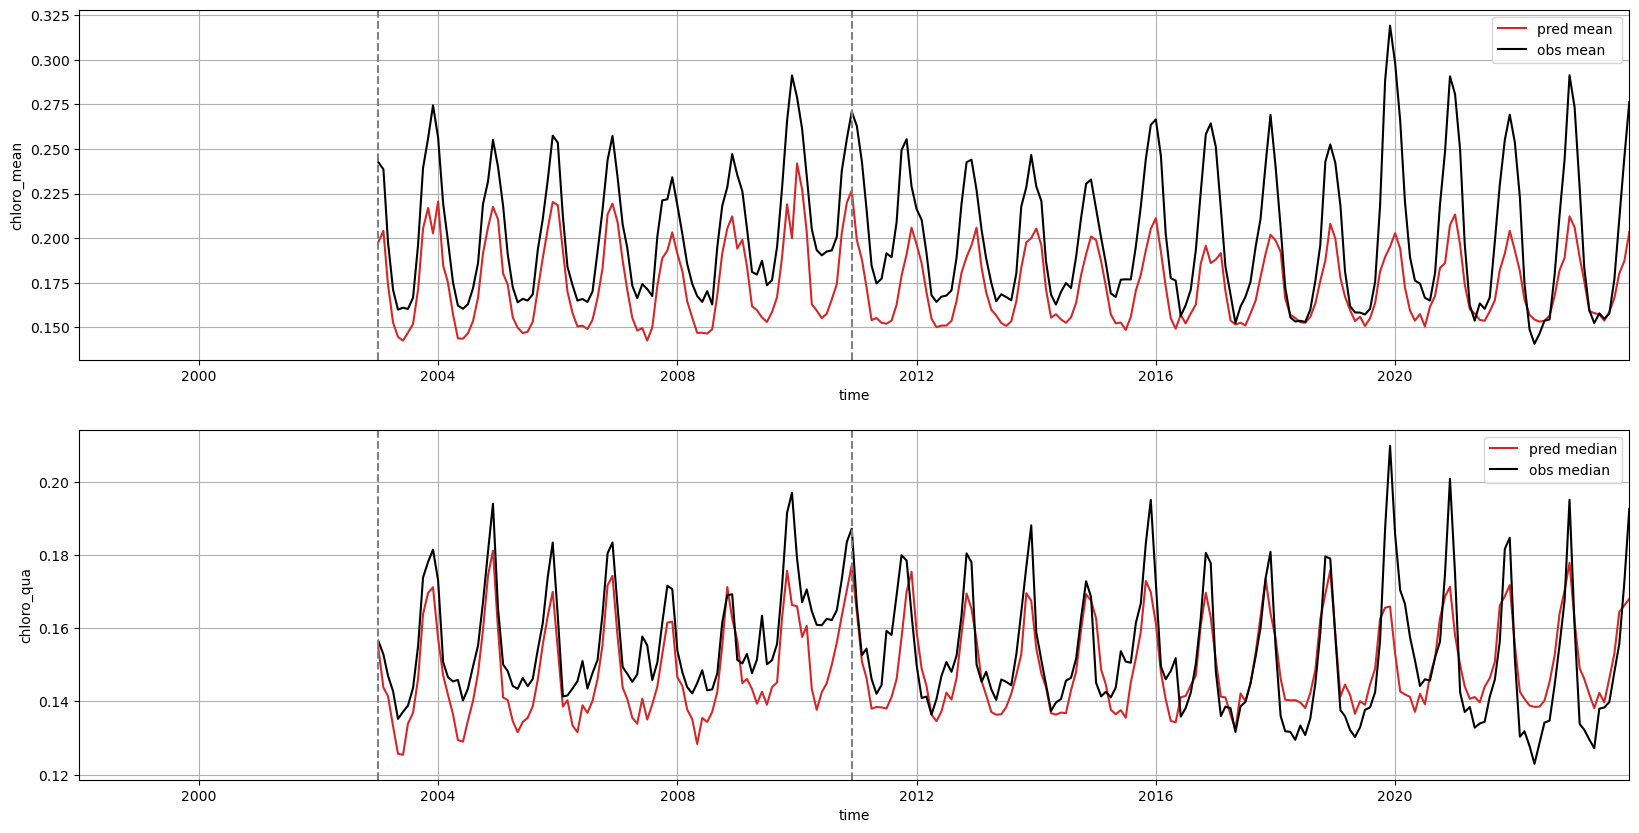 0.325
0.300
0.275
0.250
0.225
0.200
0.175
0.150
chloro_mean
pred mean
obs mean
2000 2004 2008 2012 2016 2020
time
0.20
0.18
0.16
0.14
0.12
chloro_qua
pred median
obs median
2000 2004 2008 2012 2016 2020
time